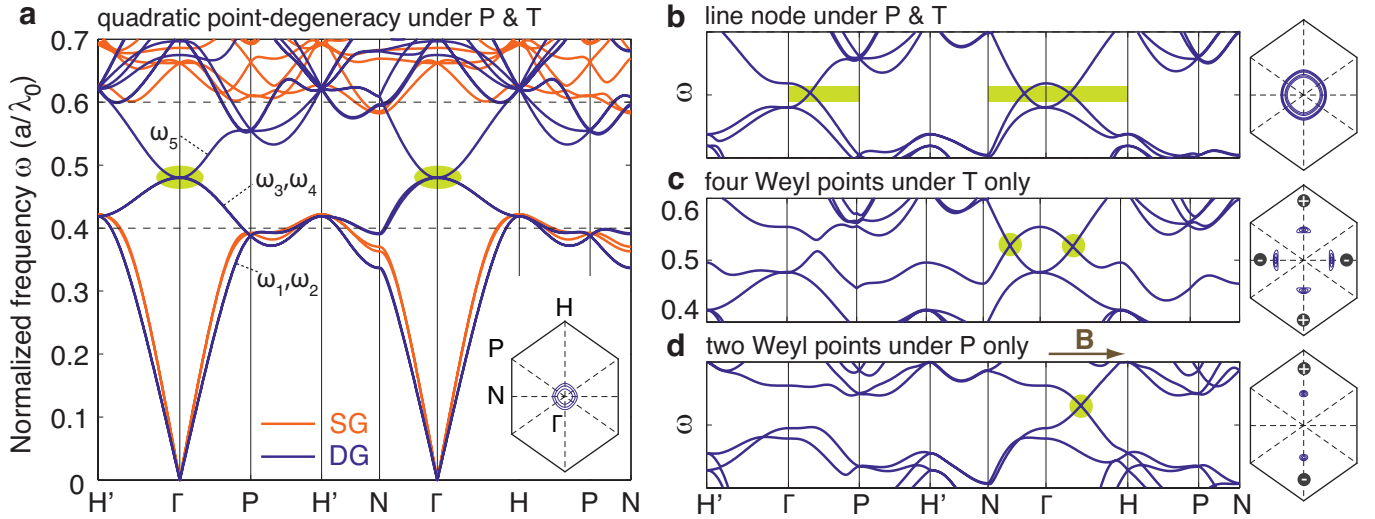 a quadratic point-degeneracy under P & T
Normalized frequency ω (a/λ0)
0.7
0.6
0.5
0.4
0.3
0.2
0.1
0
ω5
ω3,ω4
ω1,ω2
SG
DG
H
P
N
Γ
H' Γ P H' N Γ H P N
b line node under P & T
ω
c four Weyl points under T only
0.6
0.5
0.4
+
- -
+
d two Weyl points under P only B
ω
+
-
H' Γ P H' N Γ H P N